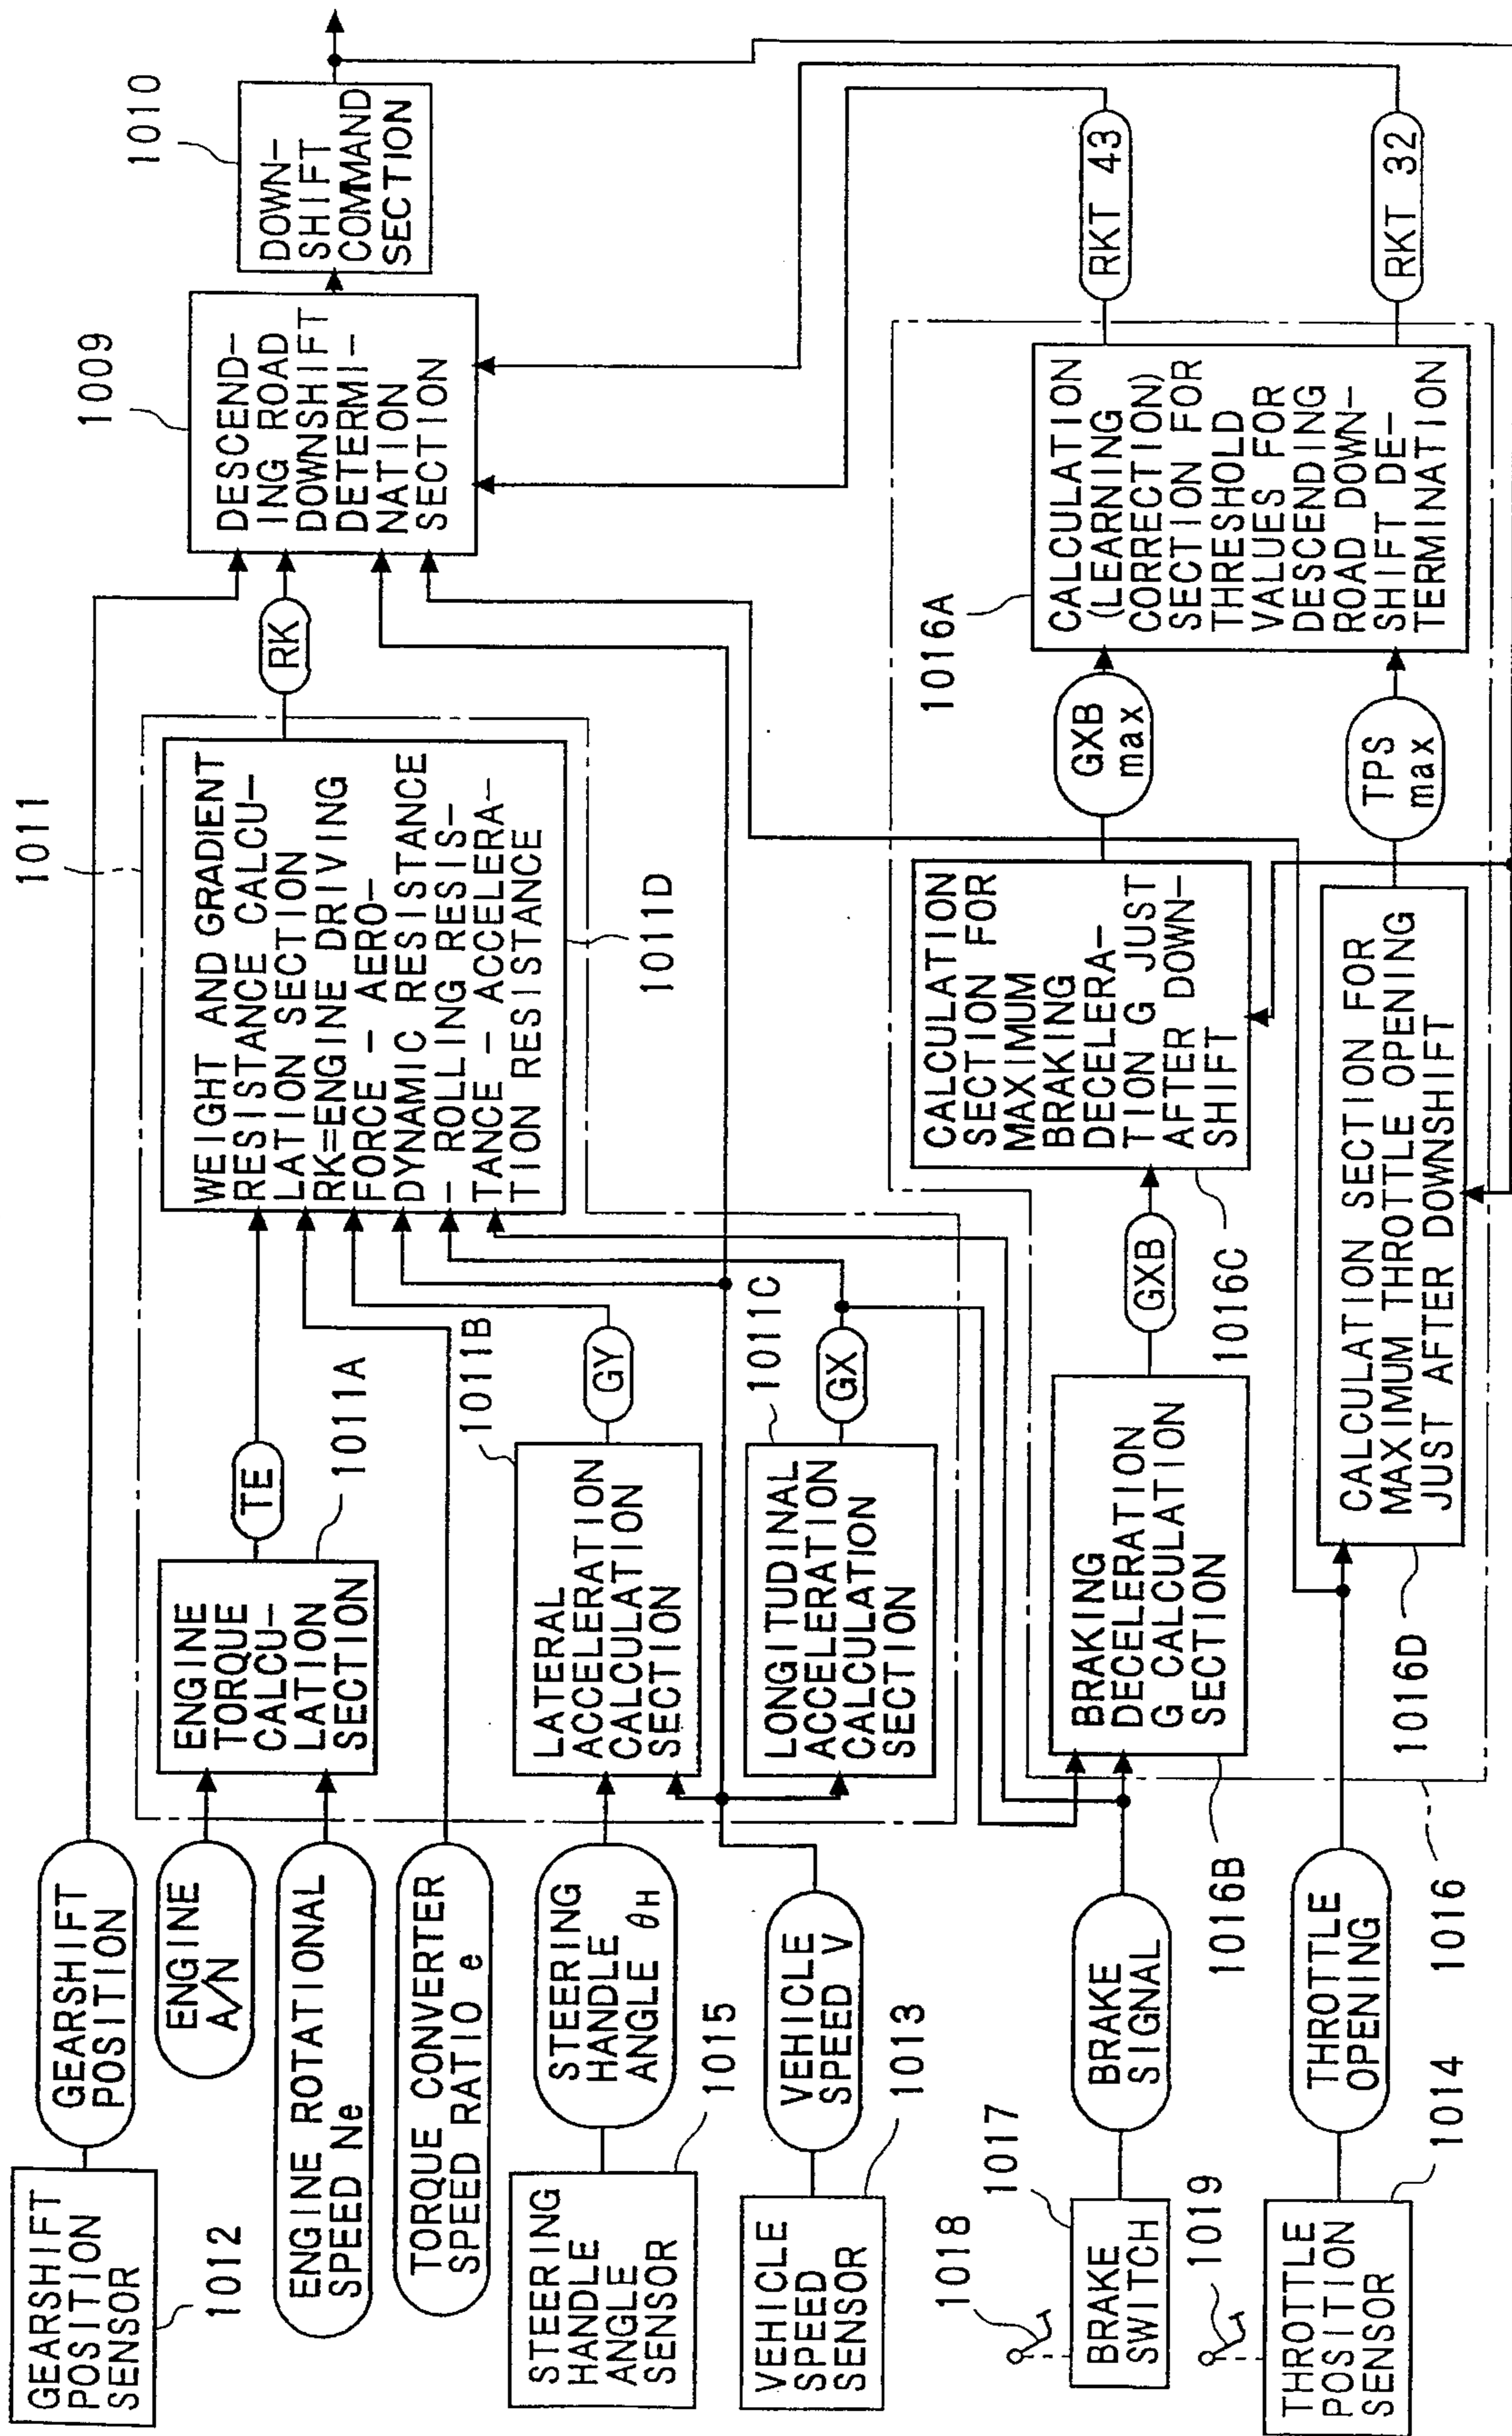 GEARSHIFT
POSITION
SENSOR
1012
GEARSHIFT
POSITION
ENGINE
A/N
ENGINE ROTATIONAL
SPEED Ne
TORQUE CONVERTER
SPEED RATIO e
STEERING
HANDLE
ANGLE
SENSOR
1015
STEERING
HANDLE
ANGLE θH
VEHICLE
SPEED
SENSOR
1013
VEHICLE
SPEED V
1018
BRAKE
SWITCH
1017
BRAKE
SIGNAL
1019
THROTTLE
POSITION
SENSOR
1014
THROTTLE
OPENING
1011
ENGINE
TORQUE
CALCU-
LATION
SECTION
1011A
TE
LATERAL
ACCELERATION
CALCULATION
SECTION
1011B
GY
LONGITUDINAL
ACCELERATION
CALCULATION
SECTION
1011C
GX
WEIGHT AND GRADIENT
RESISTANCE CALCU-
LATION SECTION
RK=ENGINE DRIVING
FORCE - AERO-
DYNAMIC RESISTANCE
- ROLLING RESIS-
TANCE - ACCELERA-
TION RESISTANCE
1011D
RK
DESCEND-
ING ROAD
DOWNSHIFT
DETERMI-
NATION
SECTION
1009
DOWN-
SHIFT
COMMAND
SECTION
1010
1016
BRAKING
DECELERATION
G CALCULATION
SECTION
1016B
GXB
CALCULATION
SECTION FOR
MAXIMUM
BRAKING
DECELERA-
TION G JUST
AFTER DOWN-
SHIFT
1016C
GXB
max
CALCULATION SECTION FOR
MAXIMUM THROTTLE OPENING
JUST AFTER DOWNSHIFT
1016D
TPS
max
1016A
CALCULATION
(LEARNING
CORRECTION)
SECTION FOR
THRESHOLD
VALUES FOR
DESCENDING
ROAD DOWN-
SHIFT DE-
TERMINATION
RKT 43
RKT 32